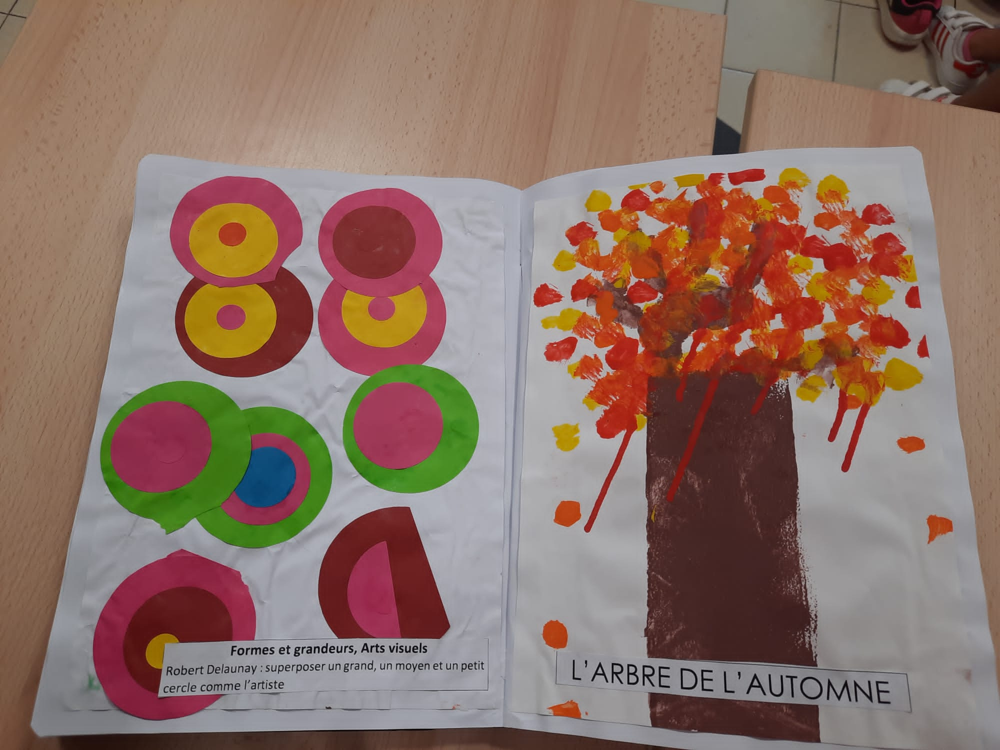 Formes et grandeurs, Arts visuels
Robert Delaunay : superposer un grand, un moyen et un petit
cercle comme l'artiste
L'ARBRE DE L'AUTOMNE